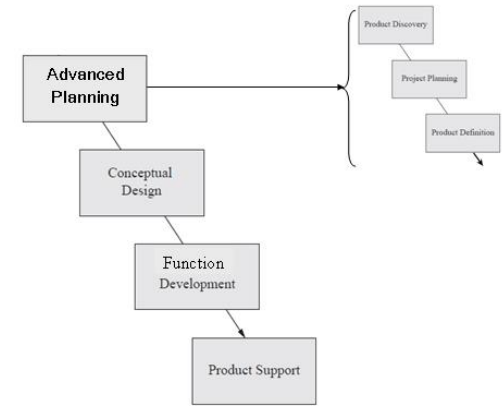 Advanced
Planning
Conceptual
Design
Function
Development
Product Support
Product Discovery
Project Planning
Product Definition